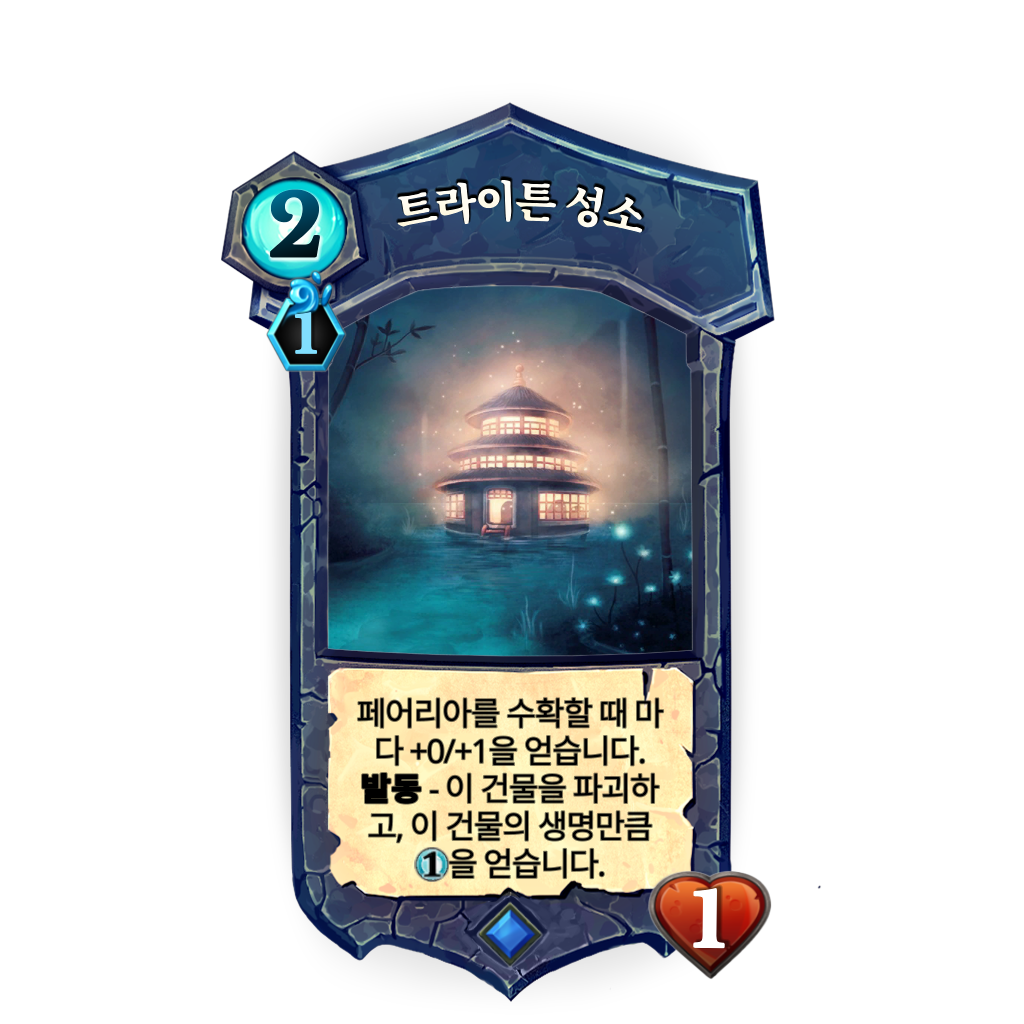 2
트라이튼 성소
1
페어리아를 수확할 때 마
다 +0/+1을 얻습니다.
발동 - 이 건물을 파괴하
고, 이 건물의 생명만큼
1을 얻습니다.
1